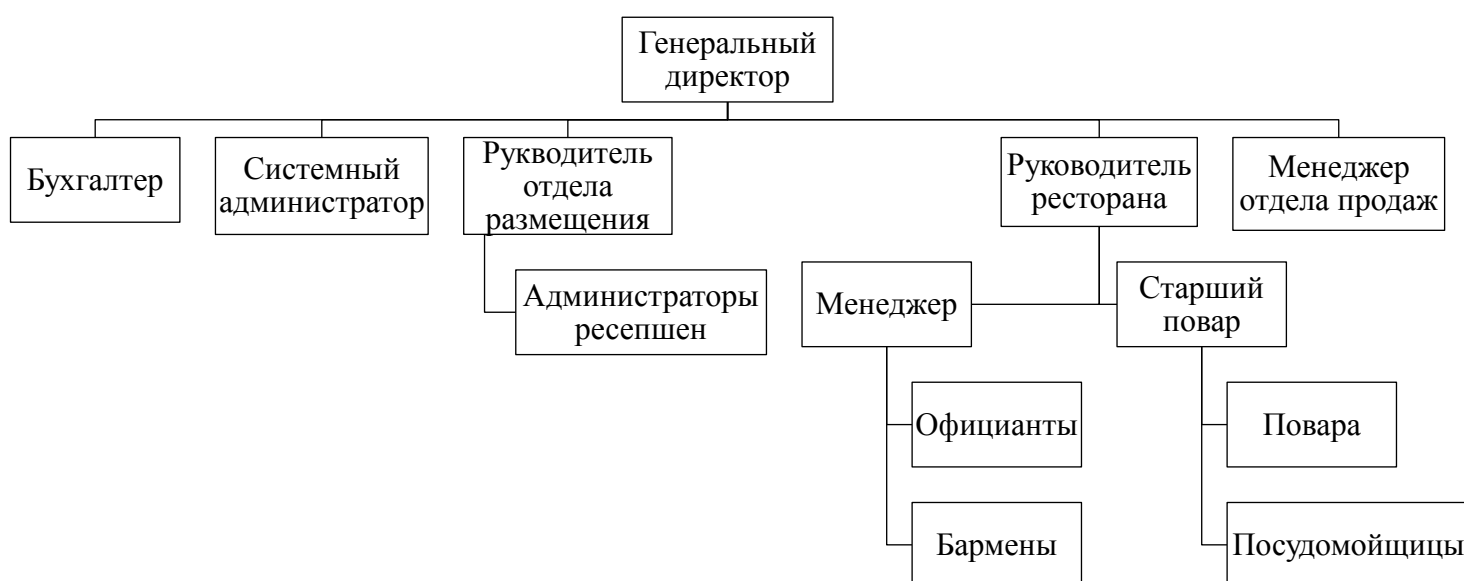 Генеральный
директор
Бухгалтер
Системный
администратор
Рукводитель
отдела
размещения
Руководитель
ресторана
Менеджер
отдела продаж
Администраторы
ресепшен
Менеджер
Старший
повар
Официанты
Повара
Бармены
Посудомойщицы